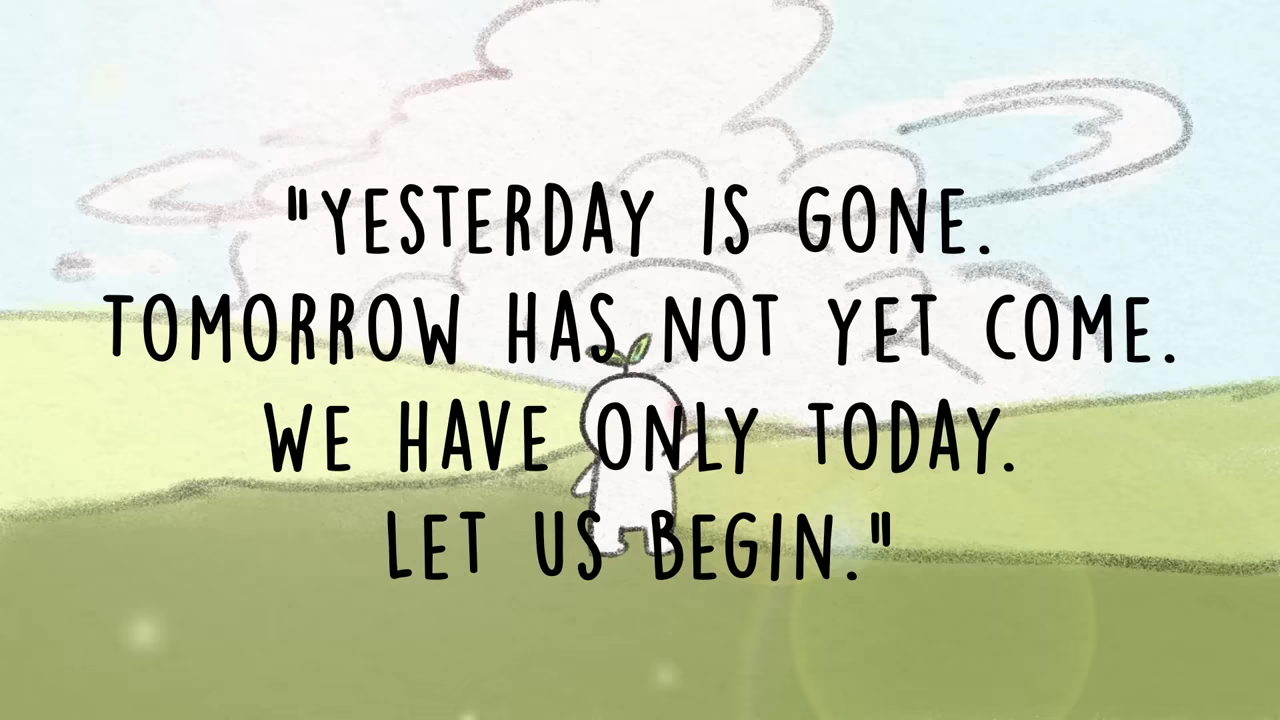 "YESTERDAY IS GONE.
TOMORROW HAS NOT YET COME.
WE HAVE ONLY TODAY.
LET US BEGIN."